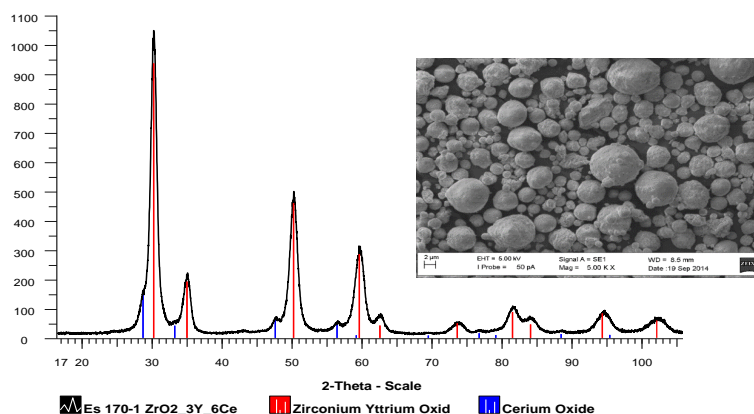 1100
1000
900
800
700
600
500
400
300
200
100
0
17 20 30 40 50 60 70 80 90 100
2-Theta - Scale
2 µm
EHT = 5.00 kV Signal A = SE1 WD = 8.5 mm
I Probe = 50 pA Mag = 5.00 K X Date :19 Sep 2014
ZEISS
Es 170-1 ZrO2_3Y_6Ce Zirconium Yttrium Oxid Cerium Oxide